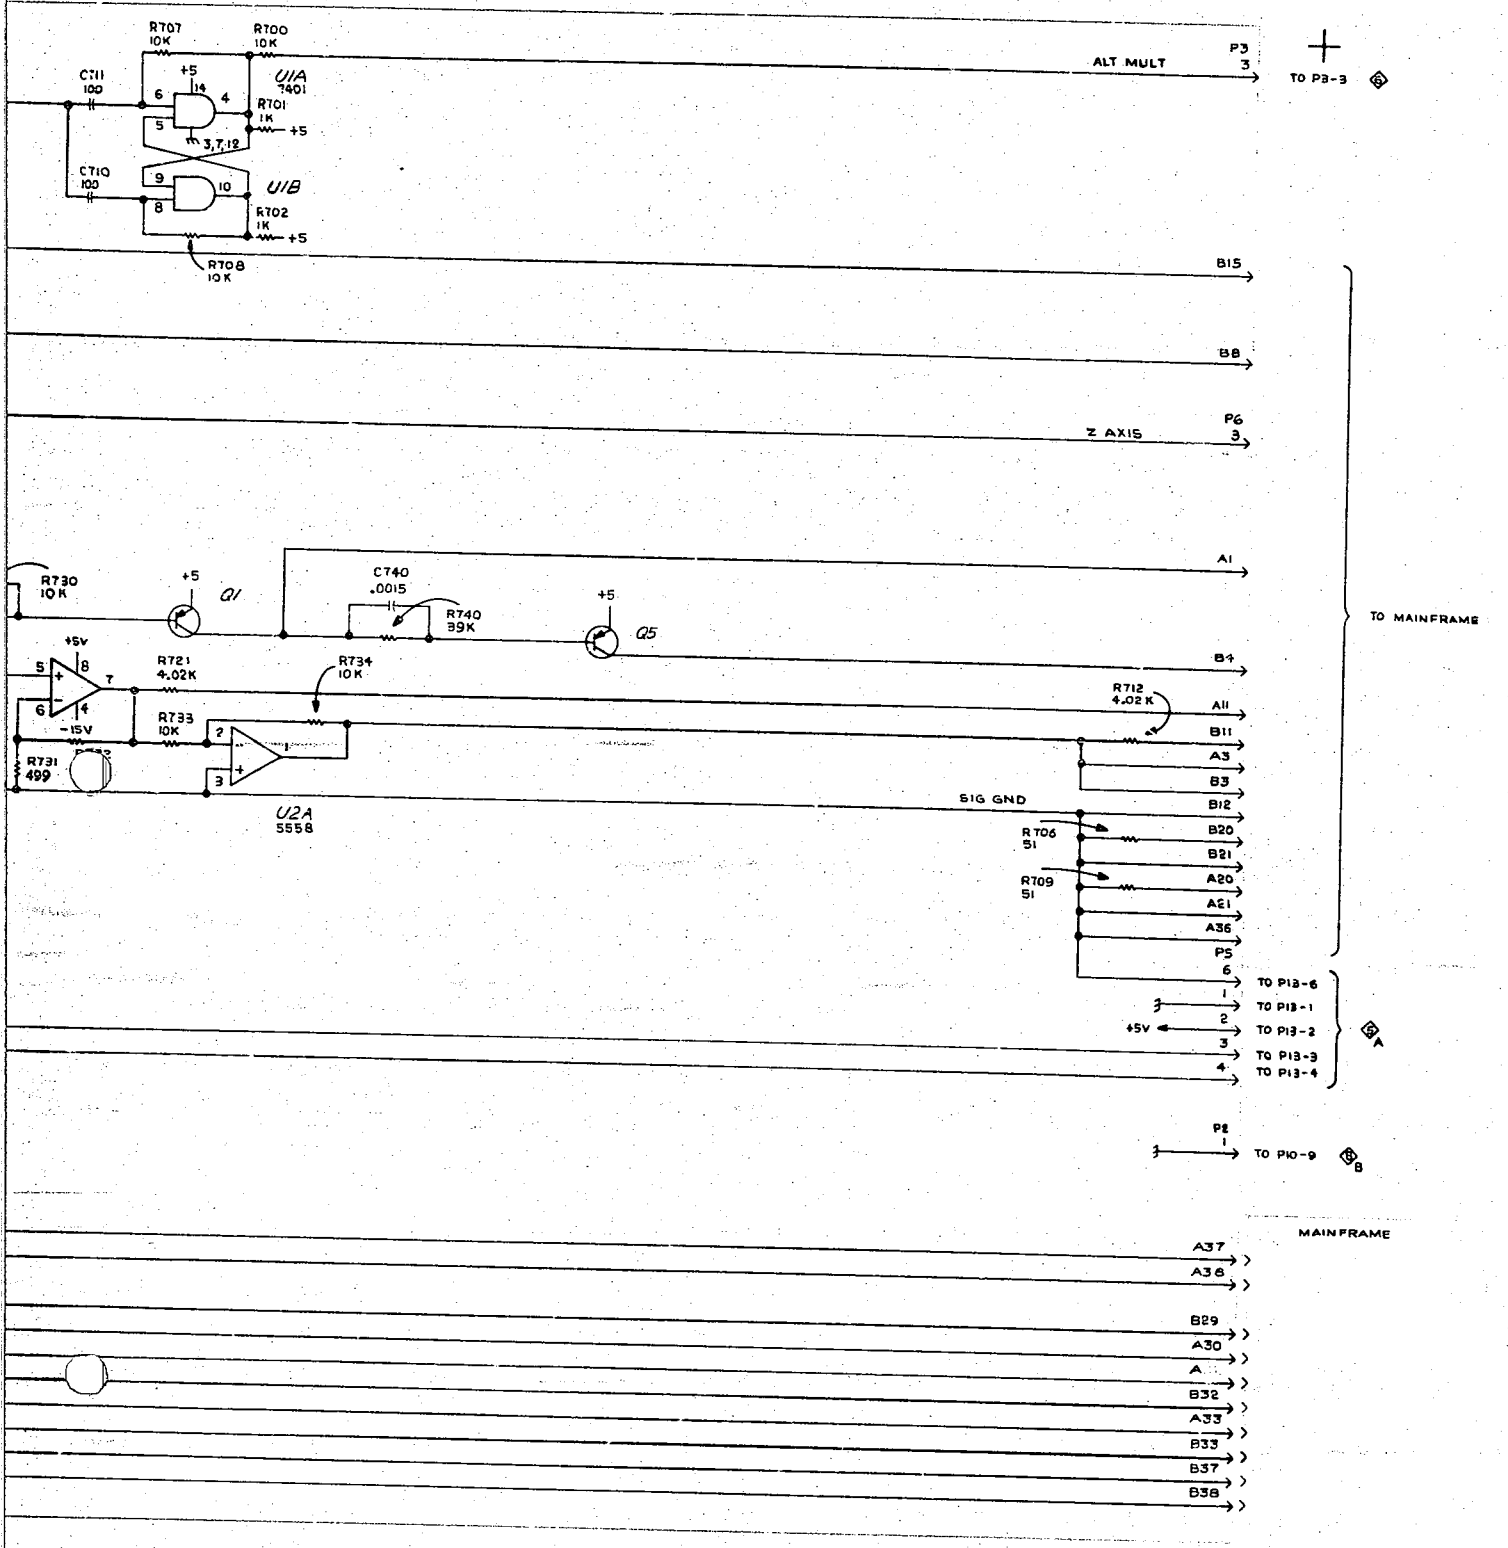 R707
10K
R700
10K
P3
3
ALT MULT
TO P3-3
C711
100
+5
14
U1A
7401
6
4
5
R701
1K
+5
3,7,12
C710
100
9
10
8
U1B
R702
1K
+5
R708
10K
B15
B8
P6
3
Z AXIS
A1
R730
10K
+5
Q1
C740
.0015
R740
39K
+5
Q5
TO MAINFRAME
B4
+5V
5
8
+
7
-
6
4
-15V
R721
4.02K
R734
10K
R712
4.02K
A11
R733
10K
2
-
1
+
3
B11
R731
499
A3
B3
U2A
5558
SIG GND
B12
R706
51
B20
B21
R709
51
A20
A21
A36
P5
6
TO P13-6
1
TO P13-1
+5V
2
TO P13-2
3
TO P13-3
4
TO P13-4
A
P2
1
TO P10-9
B
MAINFRAME
A37
A38
B29
A30
A
B32
A33
B33
B37
B38